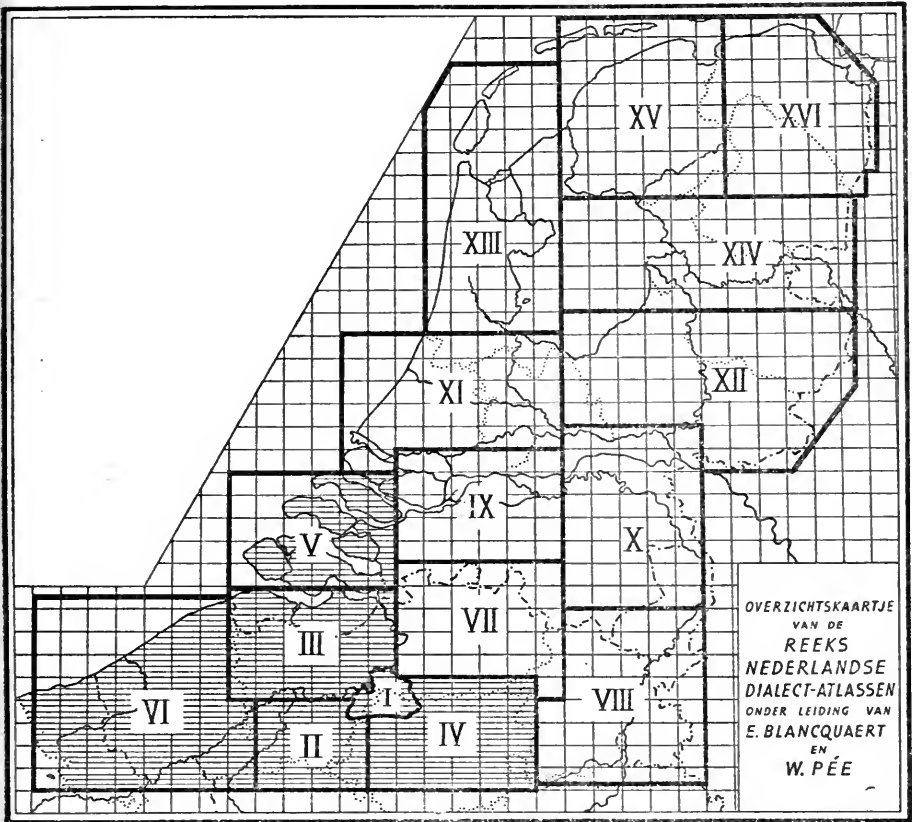 XV
XVI
XIII
XIV
XI
XII
IX
V
X
III
VII
I
VI
II
IV
VIII
OVERZICHTSKAARTJE
VAN DE
REEKS
NEDERLANDSE
DIALECT-ATLASSEN
ONDER LEIDING VAN
E. BLANCQUAERT
EN
W. PÉE